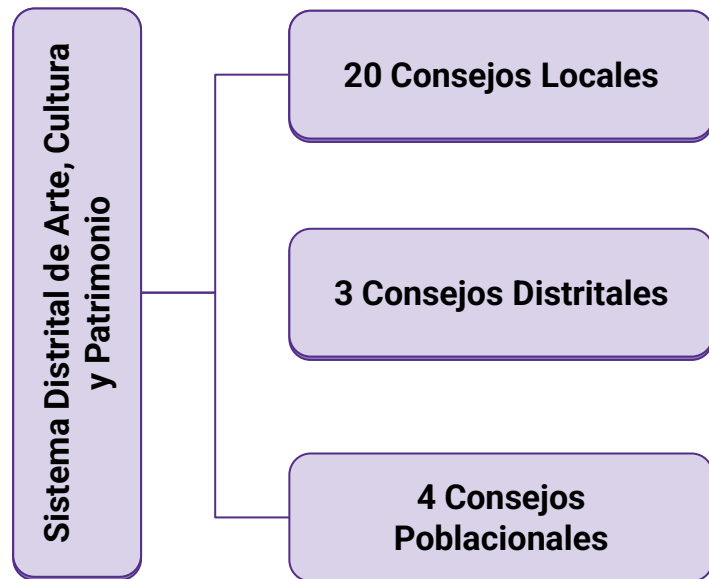 Sistema Distrital de Arte, Cultura
y Patrimonio
20 Consejos Locales
3 Consejos Distritales
4 Consejos
Poblacionales